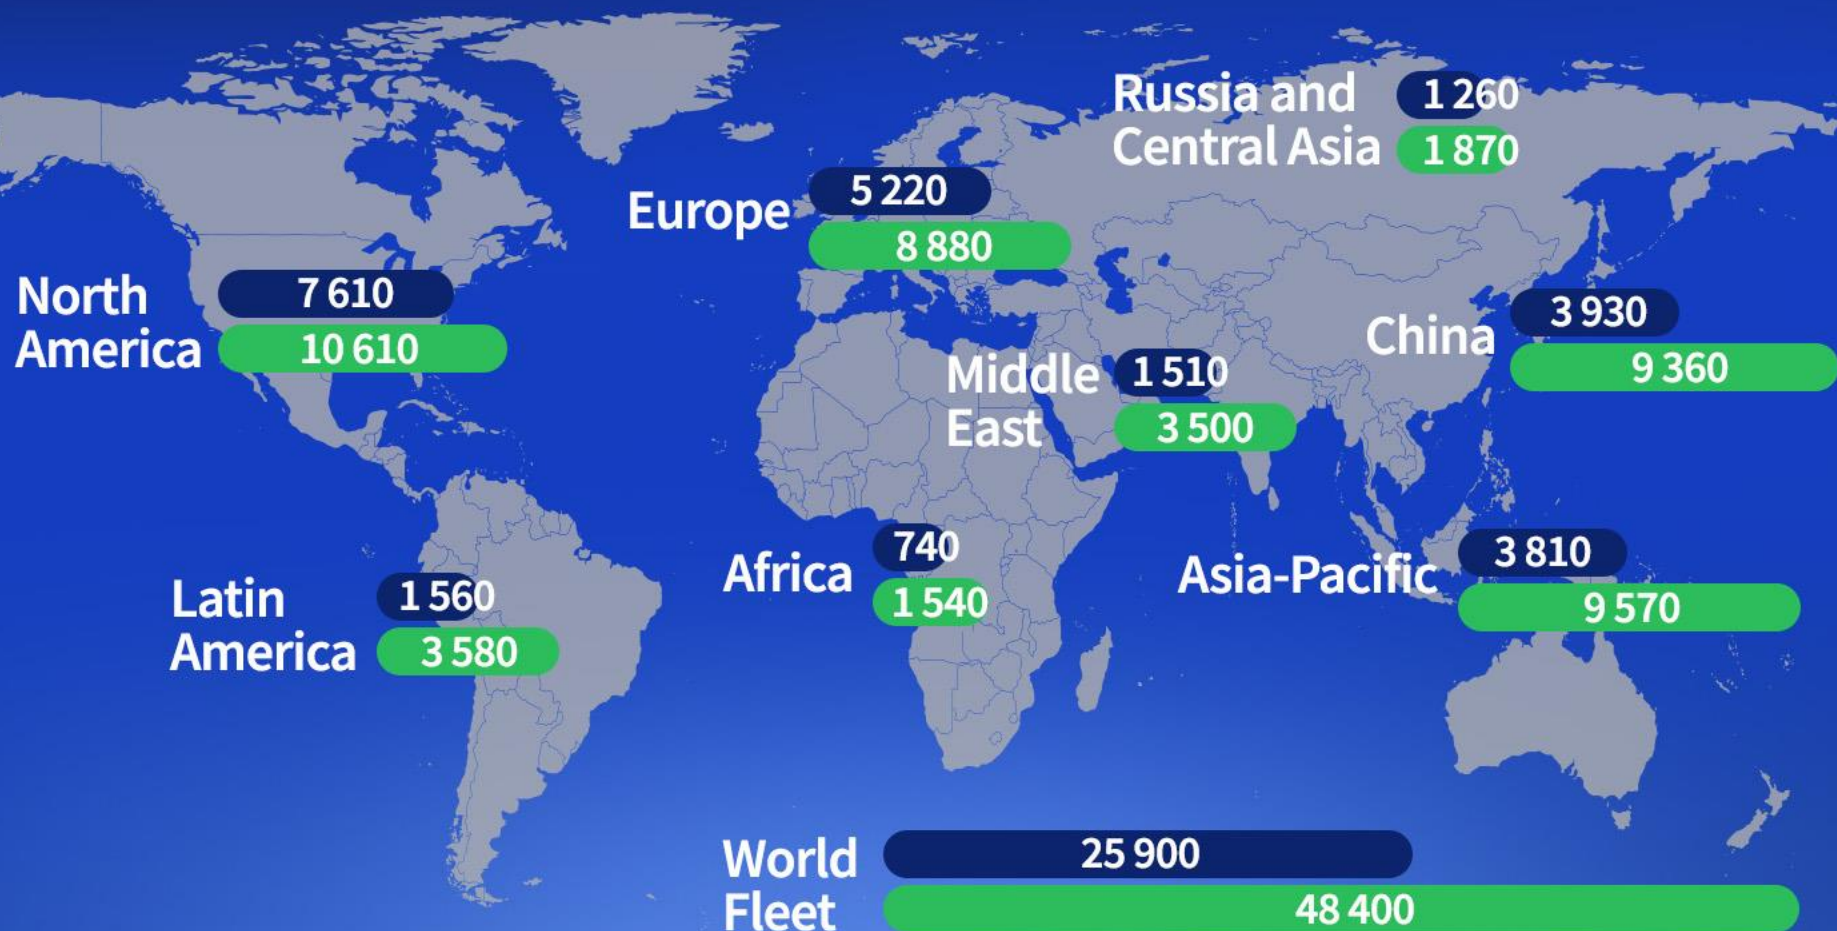 Russia and
Central Asia
1 260
1 870
Europe
5 220
8 880
North
America
7 610
10 610
China
3 930
9 360
Middle
East
1 510
3 500
Africa
740
1 540
Asia-Pacific
3 810
9 570
Latin
America
1 560
3 580
World
Fleet
25 900
48 400